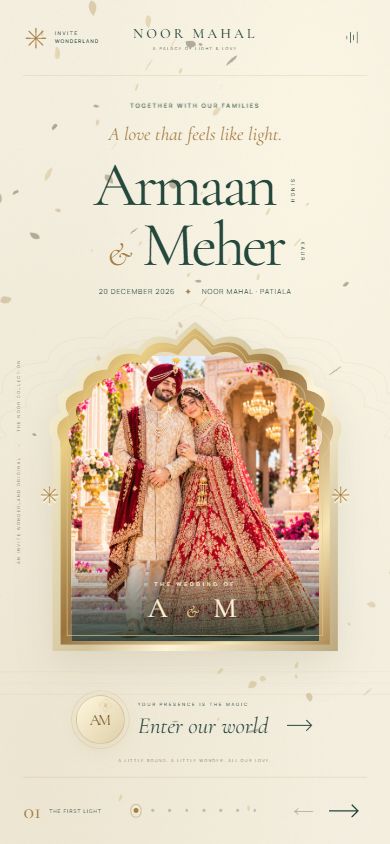 INVITE
WONDERLAND
NOOR MAHAL
A PALACE OF LIGHT & LOVE
TOGETHER WITH OUR FAMILIES
A love that feels like light.
Armaan
SINGH
& Meher
KAUR
20 DECEMBER 2026 ✦ NOOR MAHAL · PATIALA
AN INVITE WONDERLAND ORIGINAL
THE NOOR COLLECTION
THE WEDDING OF
A & M
AM
YOUR PRESENCE IS THE MAGIC
Enter our world →
A LITTLE SOUND. A LITTLE WONDER. ALL OUR LOVE.
01 THE FIRST LIGHT